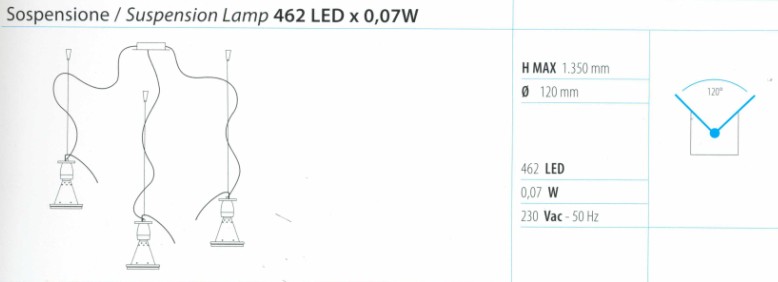 Sospensione / Suspension Lamp 462 LED x 0,07W
H MAX 1.350 mm
Ø 120 mm
120°
462 LED
0,07 W
230 Vac - 50 Hz